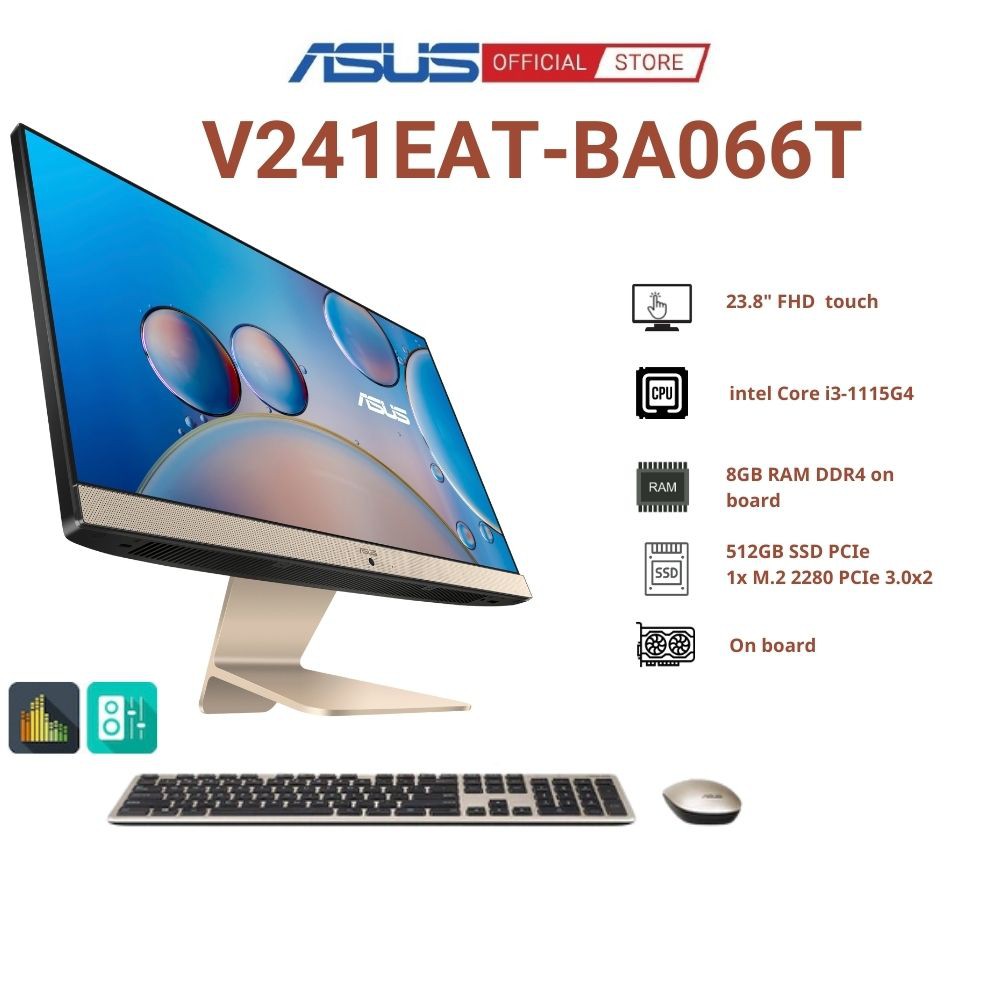 ASUS OFFICIAL STORE
V241EAT-BA066T
23.8" FHD touch
ASUS
CPU
intel Core i3-1115G4
RAM
8GB RAM DDR4 on
board
SSD
512GB SSD PCIe
1x M.2 2280 PCIe 3.0x2
ASUS
On board
ASUS